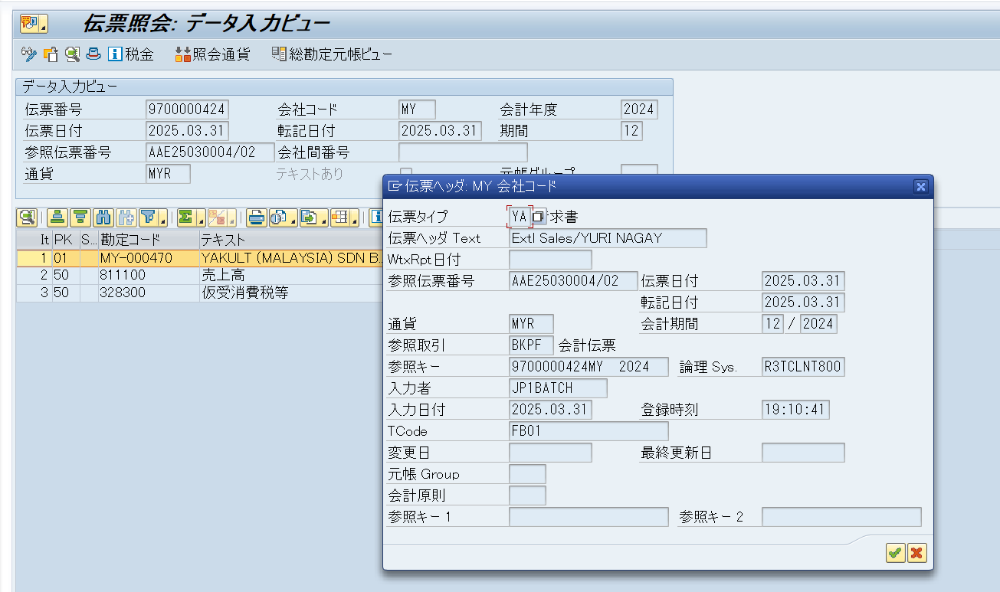 伝票照会: データ入力ビュー
税金 照会通貨 総勘定元帳ビュー
データ入力ビュー
伝票番号 9700000424 会社コード MY 会計年度 2024
伝票日付 2025.03.31 転記日付 2025.03.31 期間 12
参照伝票番号 AAE25030004/02 会社間番号
通貨 MYR テキストあり 元帳グループ
It PK S... 勘定コード テキスト
1 01 MY-000470 YAKULT (MALAYSIA) SDN B...
2 50 811100 売上高
3 50 328300 仮受消費税等
伝票ヘッダ: MY 会社コード
伝票タイプ YA 求書
伝票ヘッダ Text Extl Sales/YURI NAGAY
WtxRpt日付
参照伝票番号 AAE25030004/02 伝票日付 2025.03.31
転記日付 2025.03.31
通貨 MYR 会計期間 12 / 2024
参照取引 BKPF 会計伝票
参照キー 9700000424MY 2024 論理 Sys. R3TCLNT800
入力者 JP1BATCH
入力日付 2025.03.31 登録時刻 19:10:41
TCode FB01
変更日 最終更新日
元帳 Group
会計原則
参照キー 1 参照キー 2